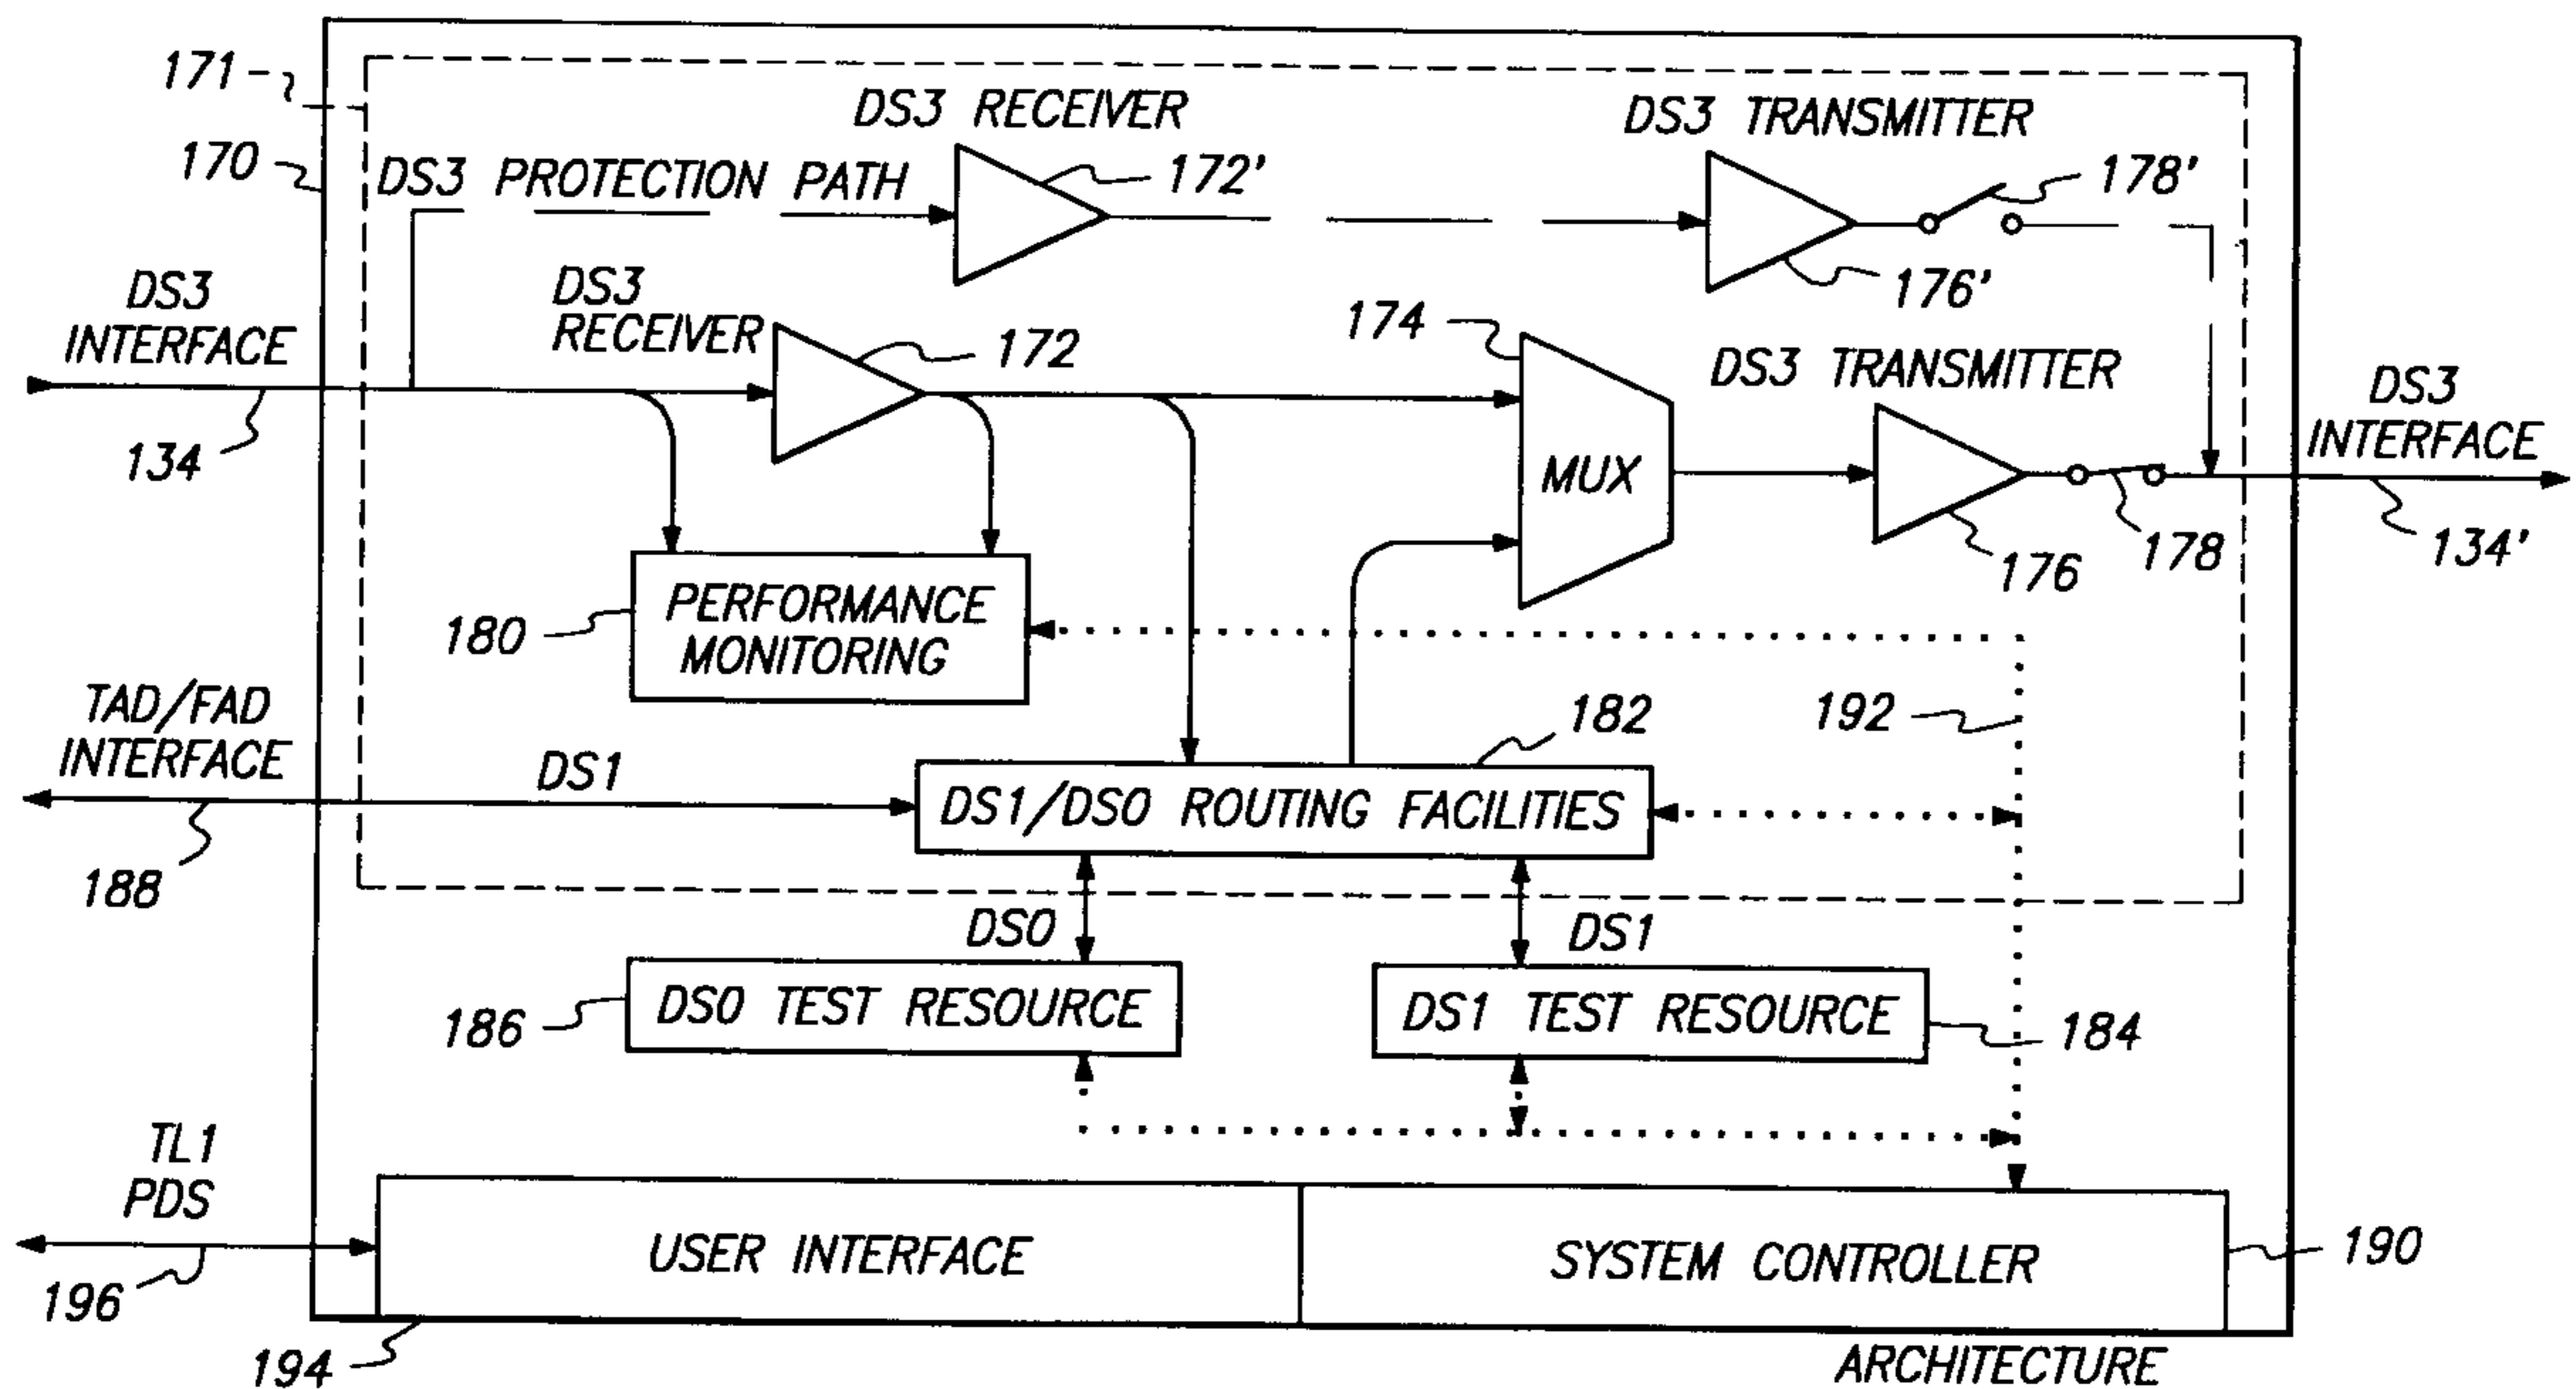 171
DS3 RECEIVER
DS3 TRANSMITTER
170
DS3 PROTECTION PATH
172'
178'
DS3
INTERFACE
DS3
RECEIVER
172
174
176'
DS3 TRANSMITTER
DS3
INTERFACE
134
MUX
176
178
134'
180
PERFORMANCE
MONITORING
TAD/FAD
INTERFACE
DS1
182
192
DS1/DS0 ROUTING FACILITIES
188
DS0
DS1
186
DS0 TEST RESOURCE
DS1 TEST RESOURCE
184
TL1
PDS
196
USER INTERFACE
SYSTEM CONTROLLER
190
194
ARCHITECTURE